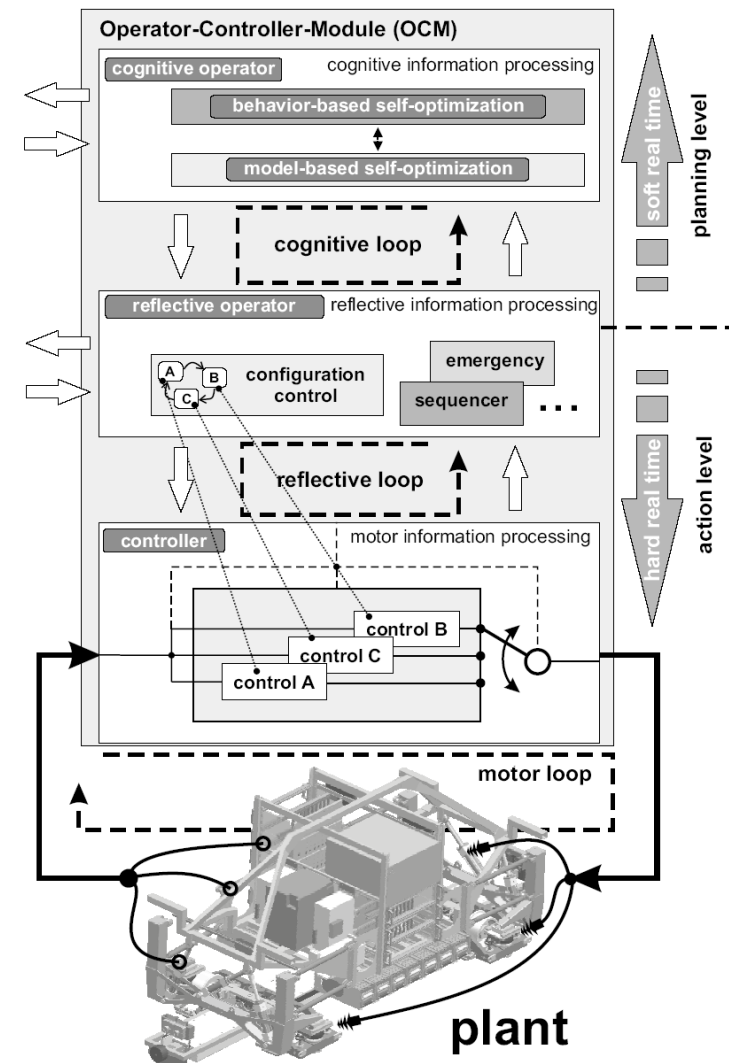 Operator-Controller-Module (OCM)
cognitive operator
cognitive information processing
behavior-based self-optimization
model-based self-optimization
cognitive loop
soft real time
planning level
reflective operator
reflective information processing
A
B
C
configuration
control
emergency
sequencer
...
reflective loop
hard real time
action level
controller
motor information processing
control B
control C
control A
motor loop
plant